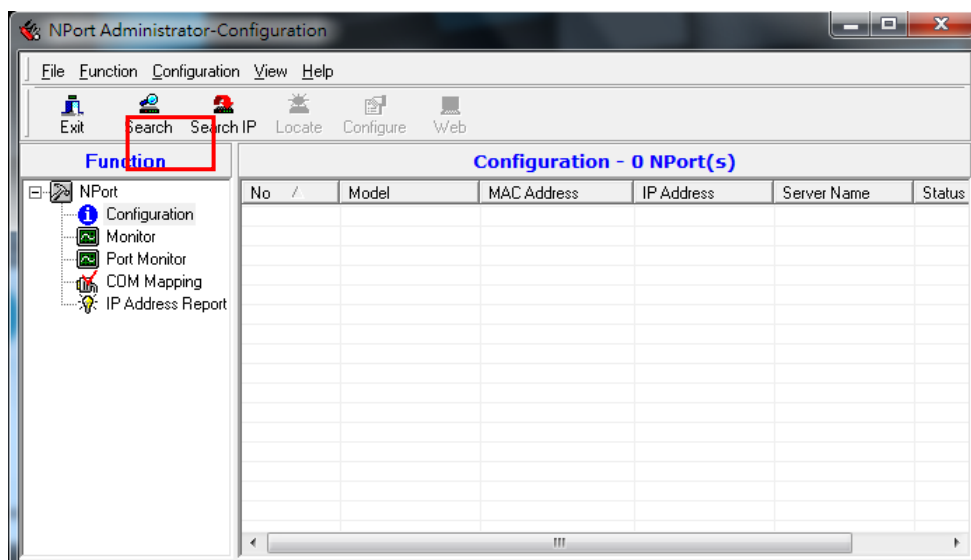 NPort Administrator-Configuration
File Function Configuration View Help
Exit Search Search IP Locate Configure Web
Function
Configuration - 0 NPort(s)
NPort
Configuration
Monitor
Port Monitor
COM Mapping
IP Address Report
No Model MAC Address IP Address Server Name Status